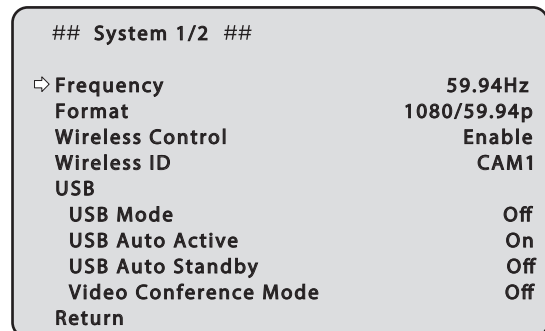 ## System 1/2 ##
Frequency 59.94Hz
Format 1080/59.94p
Wireless Control Enable
Wireless ID CAM1
USB
USB Mode Off
USB Auto Active On
USB Auto Standby Off
Video Conference Mode Off
Return